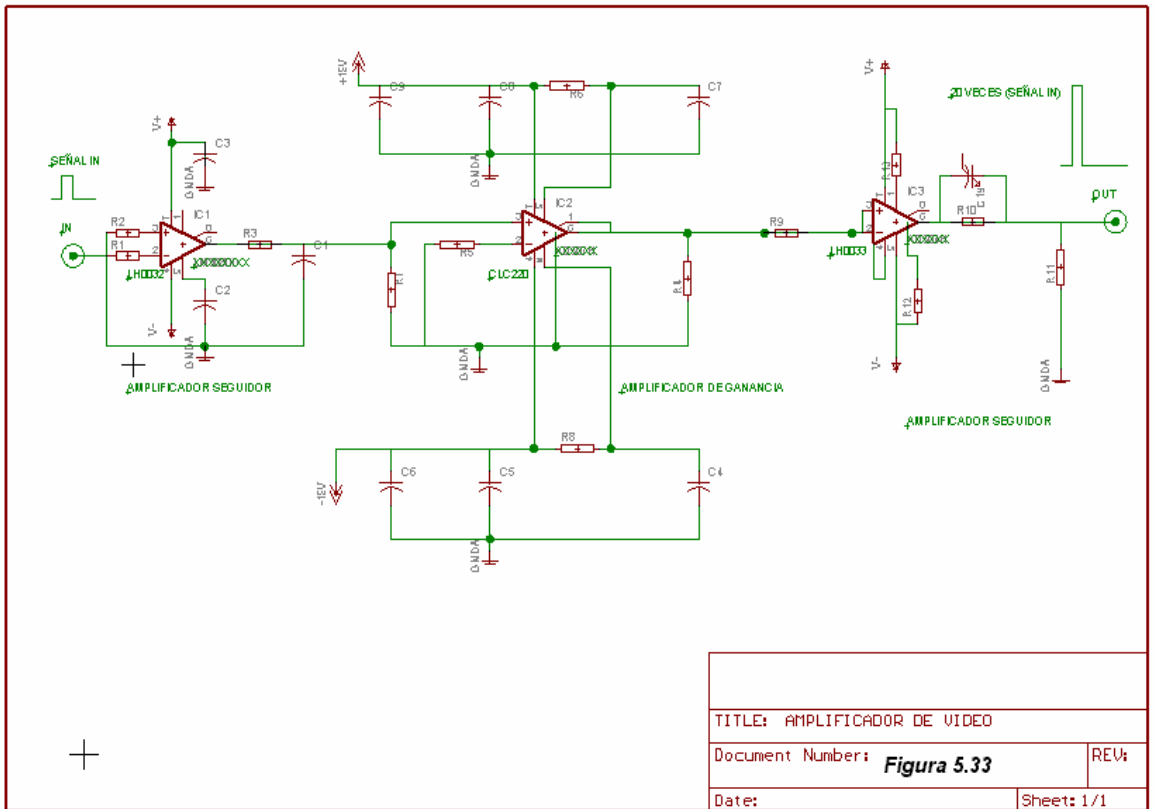 SEÑAL IN
IN
R2
R1
V+
C3
GNDA
IC1
LH0032
C2
V-
GNDA
AMPLIFICADOR SEGUIDOR
R3
C1
+15V
C9
C8
R6
C7
GNDA
R5
IC2
CLC220
R4
GNDA
AMPLIFICADOR DE GANANCIA
-15V
C6
C5
R8
C4
GNDA
R9
V+
R13
IC3
LH0033
R12
V-
R10
AMPLIFICADOR SEGUIDOR
20 VECES (SEÑAL IN)
OUT
R11
GNDA
TITLE: AMPLIFICADOR DE VIDEO
Document Number: Figura 5.33
REV:
Date:
Sheet: 1/1